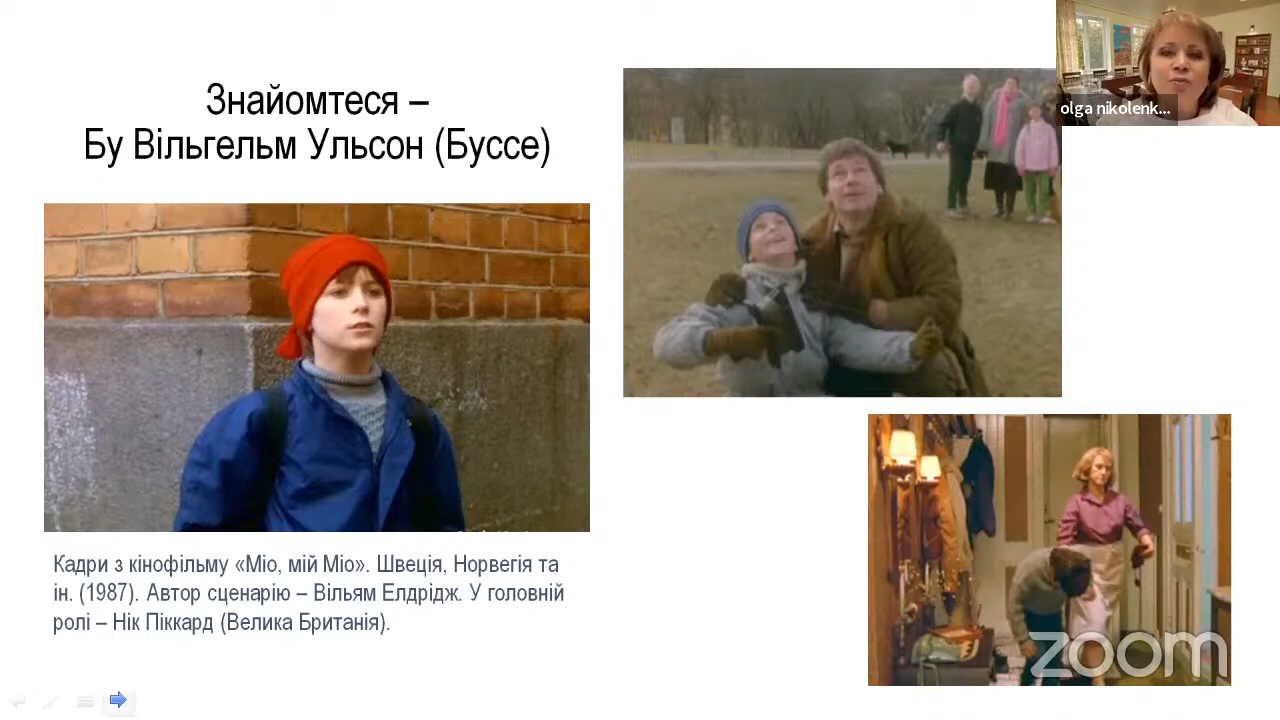 Знайомтеся –
Бу Вільгельм Ульсон (Буссе)
olga nikolenk...
Кадри з кінофільму «Міо, мій Міо». Швеція, Норвегія та
ін. (1987). Автор сценарію – Вільям Елдрідж. У головній
ролі – Нік Піккард (Велика Британія).
zoom